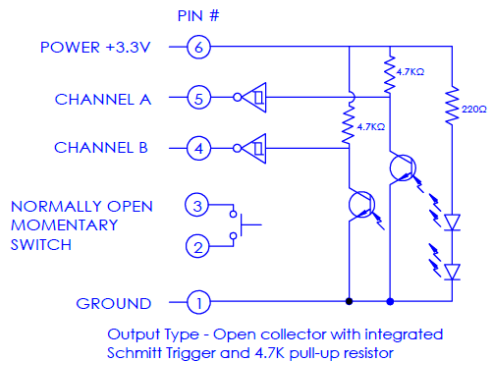 PIN #
POWER +3.3V
6
4.7KΩ
CHANNEL A
5
220Ω
4.7KΩ
CHANNEL B
4
NORMALLY OPEN
MOMENTARY
SWITCH
3
2
GROUND
1
Output Type - Open collector with integrated
Schmitt Trigger and 4.7K pull-up resistor